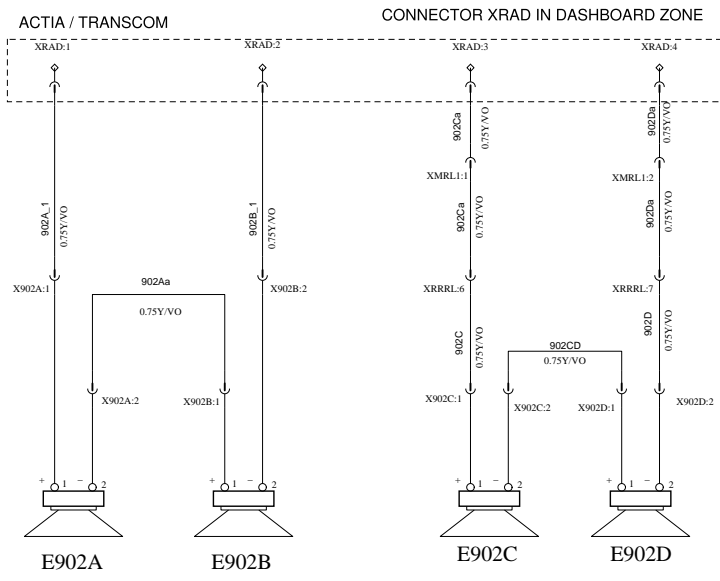 ACTIA / TRANSCOM
CONNECTOR XRAD IN DASHBOARD ZONE
XRAD:1
XRAD:2
XRAD:3
XRAD:4
902Ca
0.75Y/VO
902Da
0.75Y/VO
XMRL1:1
XMRL1:2
902A_1
0.75Y/VO
902B_1
0.75Y/VO
902Ca
0.75Y/VO
902Da
0.75Y/VO
X902A:1
902Aa
0.75Y/VO
X902B:2
XRRRL:6
XRRRL:7
902C
0.75Y/VO
902D
0.75Y/VO
902CD
0.75Y/VO
X902A:2
X902B:1
X902C:1
X902C:2
X902D:1
X902D:2
+ 1 − 2
+ 1 − 2
+ 1 − 2
+ 1 − 2
E902A
E902B
E902C
E902D